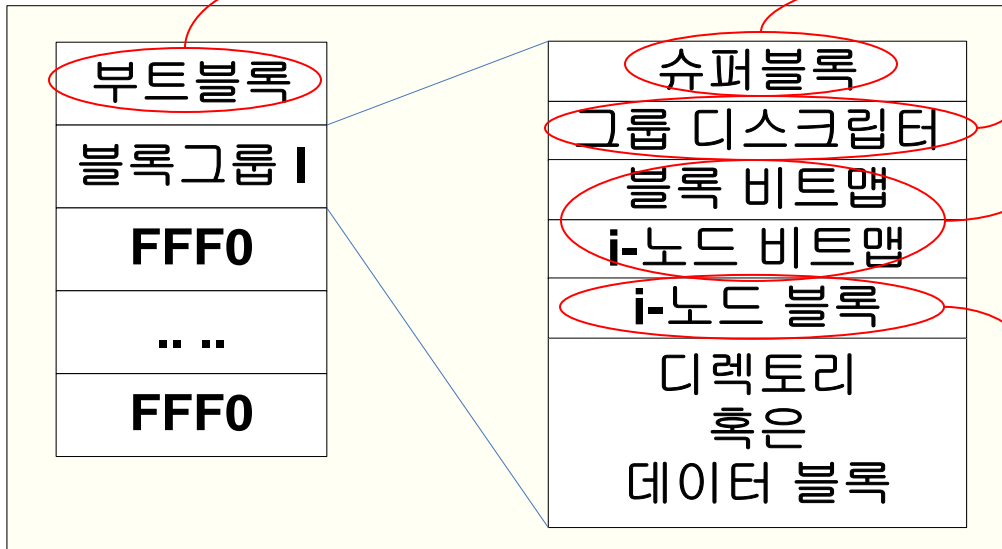 부트블록
블록그룹 I
FFF0
.. ..
FFF0
슈퍼블록
그룹 디스크립터
블록 비트맵
i-노드 비트맵
i-노드 블록
디렉토리
혹은
데이터 블록